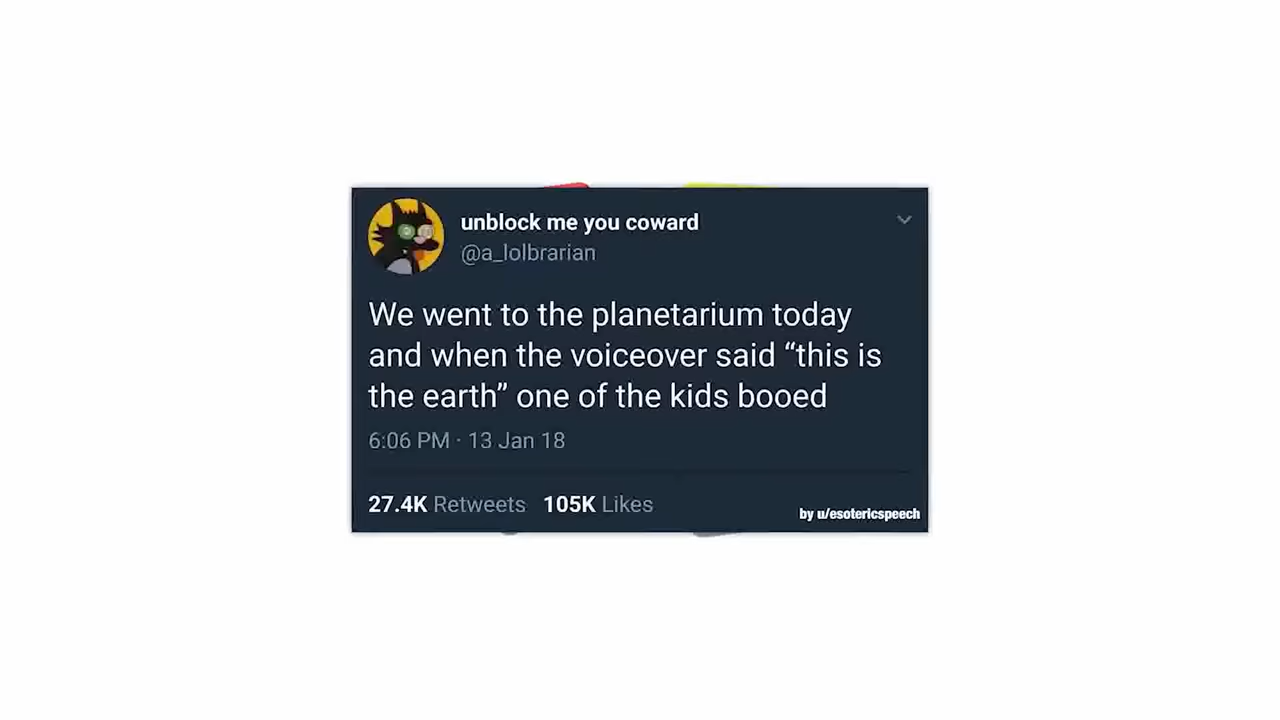 unblock me you coward
@a_lolbrarian
We went to the planetarium today
and when the voiceover said “this is
the earth” one of the kids booed
6:06 PM · 13 Jan 18
27.4K Retweets 105K Likes
by u/esotericspeech